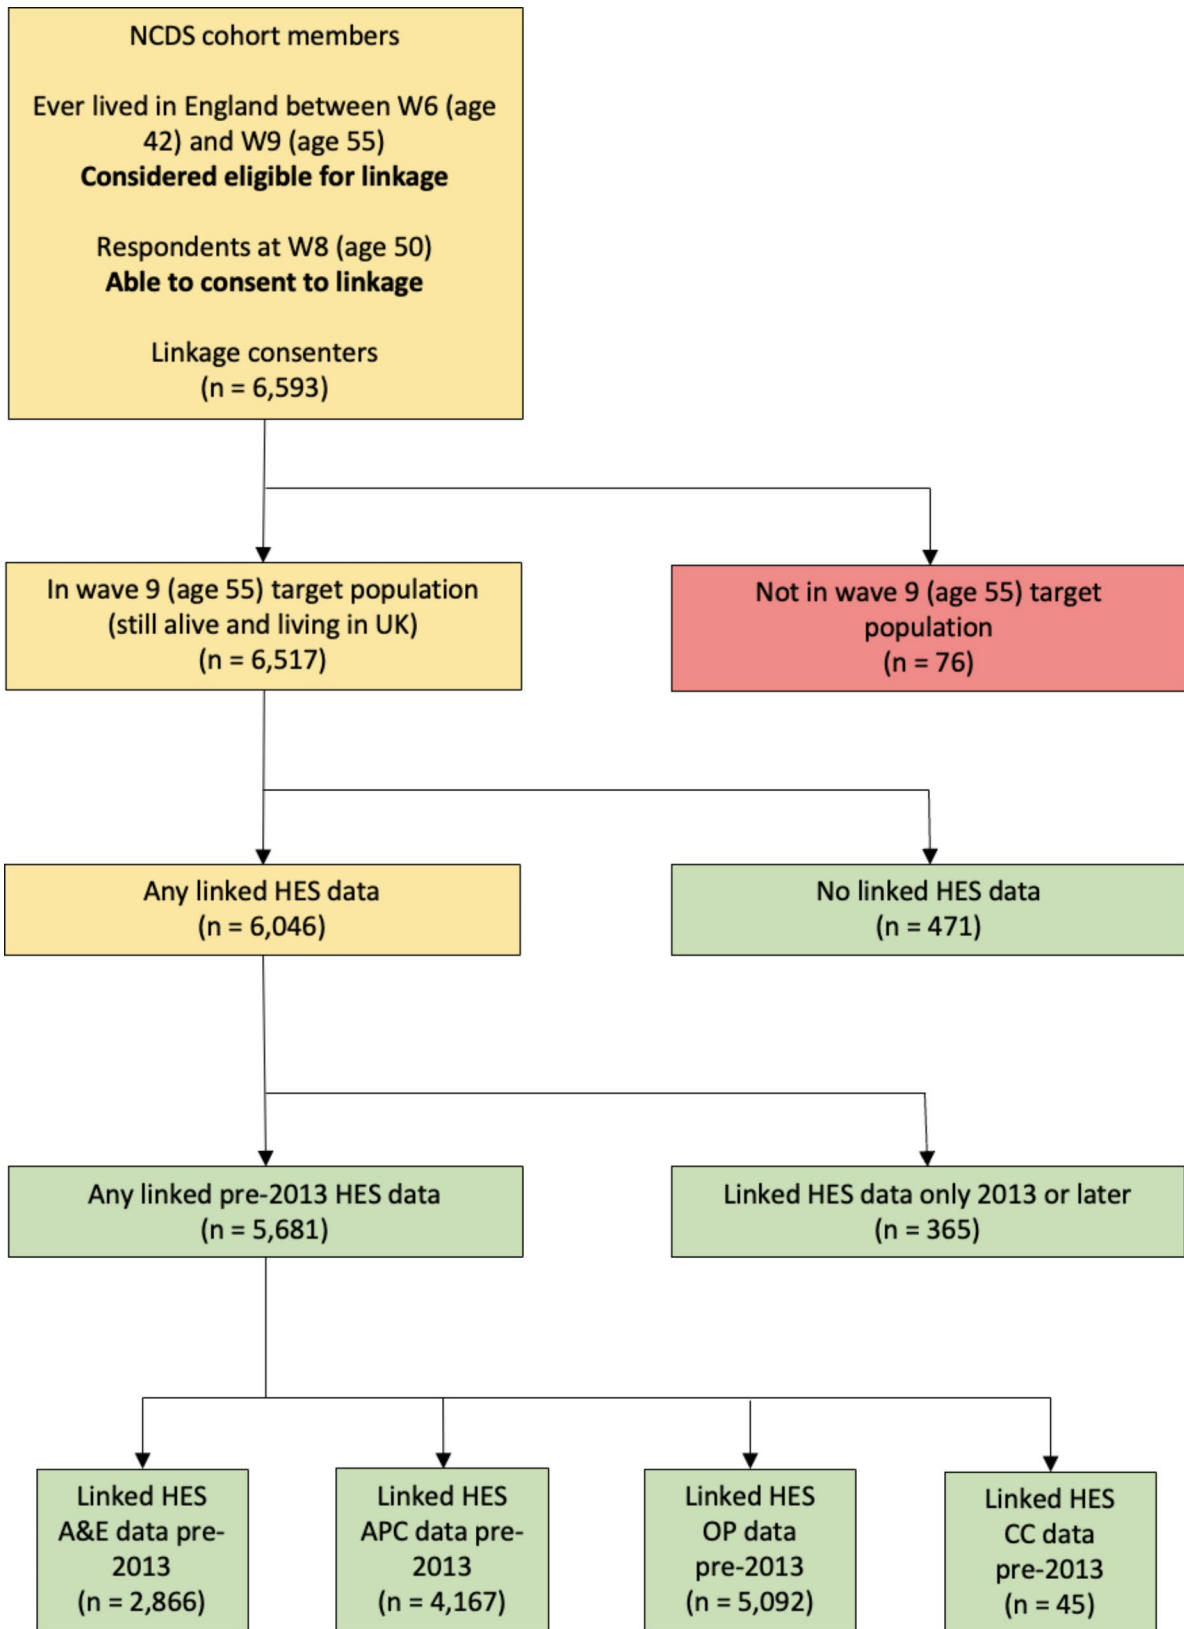 NCDS cohort members
Ever lived in England between W6 (age
42) and W9 (age 55)
Considered eligible for linkage
Respondents at W8 (age 50)
Able to consent to linkage
Linkage consenters
(n = 6,593)
In wave 9 (age 55) target population
(still alive and living in UK)
(n = 6,517)
Not in wave 9 (age 55) target
population
(n = 76)
Any linked HES data
(n = 6,046)
No linked HES data
(n = 471)
Any linked pre-2013 HES data
(n = 5,681)
Linked HES data only 2013 or later
(n = 365)
Linked HES
A&E data pre-
2013
(n = 2,866)
Linked HES
APC data pre-
2013
(n = 4,167)
Linked HES
OP data
pre-2013
(n = 5,092)
Linked HES
CC data
pre-2013
(n = 45)